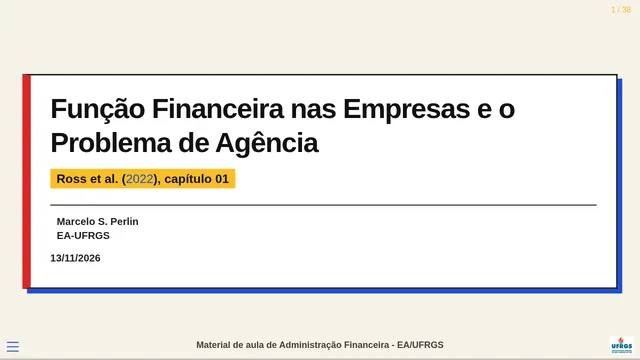 1 / 38
Função Financeira nas Empresas e o
Problema de Agência
Ross et al. (2022), capítulo 01
Marcelo S. Perlin
EA-UFRGS
13/11/2026
Material de aula de Administração Financeira - EA/UFRGS
UFRGS